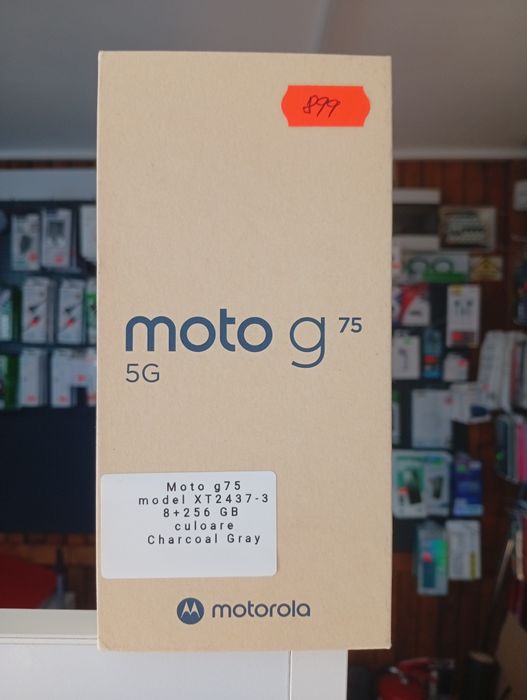 899
moto g 75
5G
Moto g75
model XT2437-3
8+256 GB
culoare
Charcoal Gray
motorola